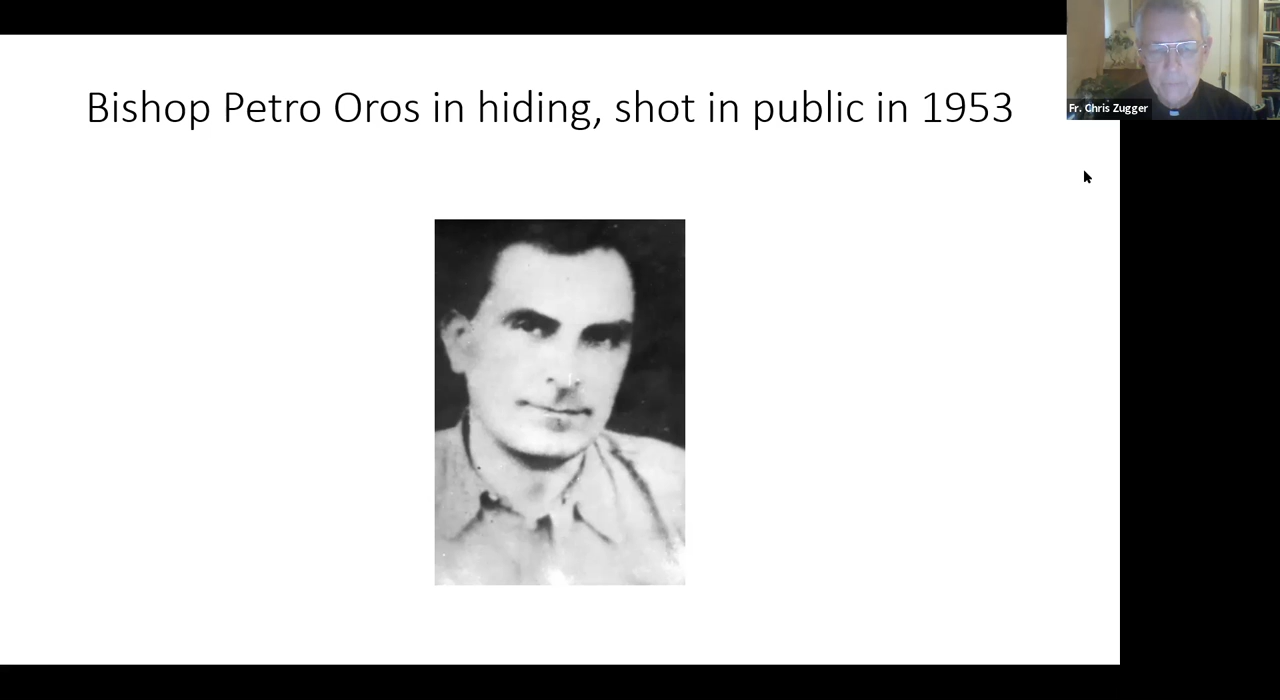 Bishop Petro Oros in hiding, shot in public in 1953
Fr. Chris Zugger